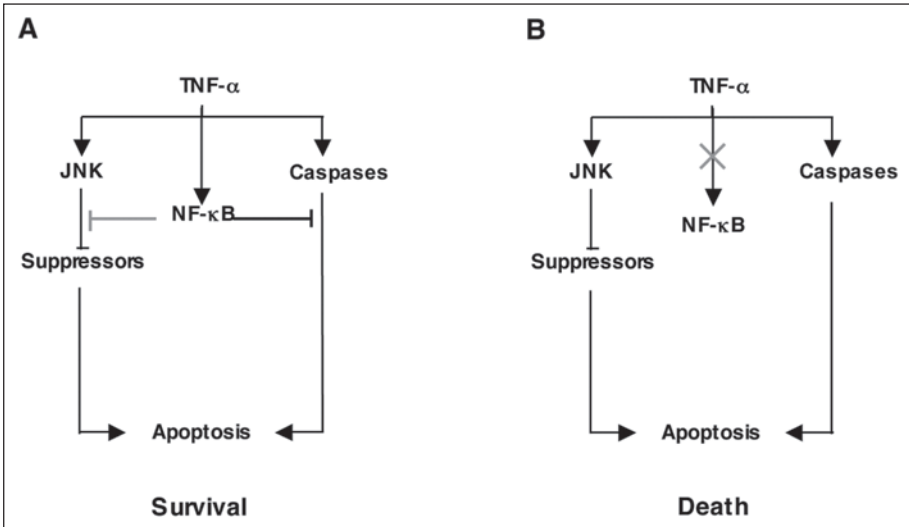 A
TNF-α
JNK
Caspases
NF-κB
Suppressors
Apoptosis
Survival
B
TNF-α
JNK
Caspases
NF-κB
Suppressors
Apoptosis
Death